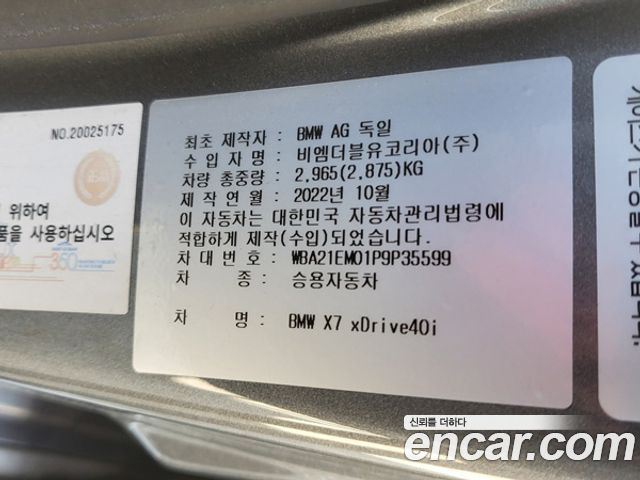 NO.20025175
위하여
품을 사용하십시오
350
최초 제작자 : BMW AG 독일
수 입 자 명 : 비엠더블유코리아(주)
차량 총중량 : 2.965(2.875)KG
제 작 연 월 : 2022년 10월
이 자동차는 대한민국 자동차관리법령에
적합하게 제작(수입)되었습니다.
차 대 번 호 : WBA21EM01P9P35599
차 종 : 승용자동차
차 명 : BMW X7 xDrive40i
신뢰를 더하다
encar.com